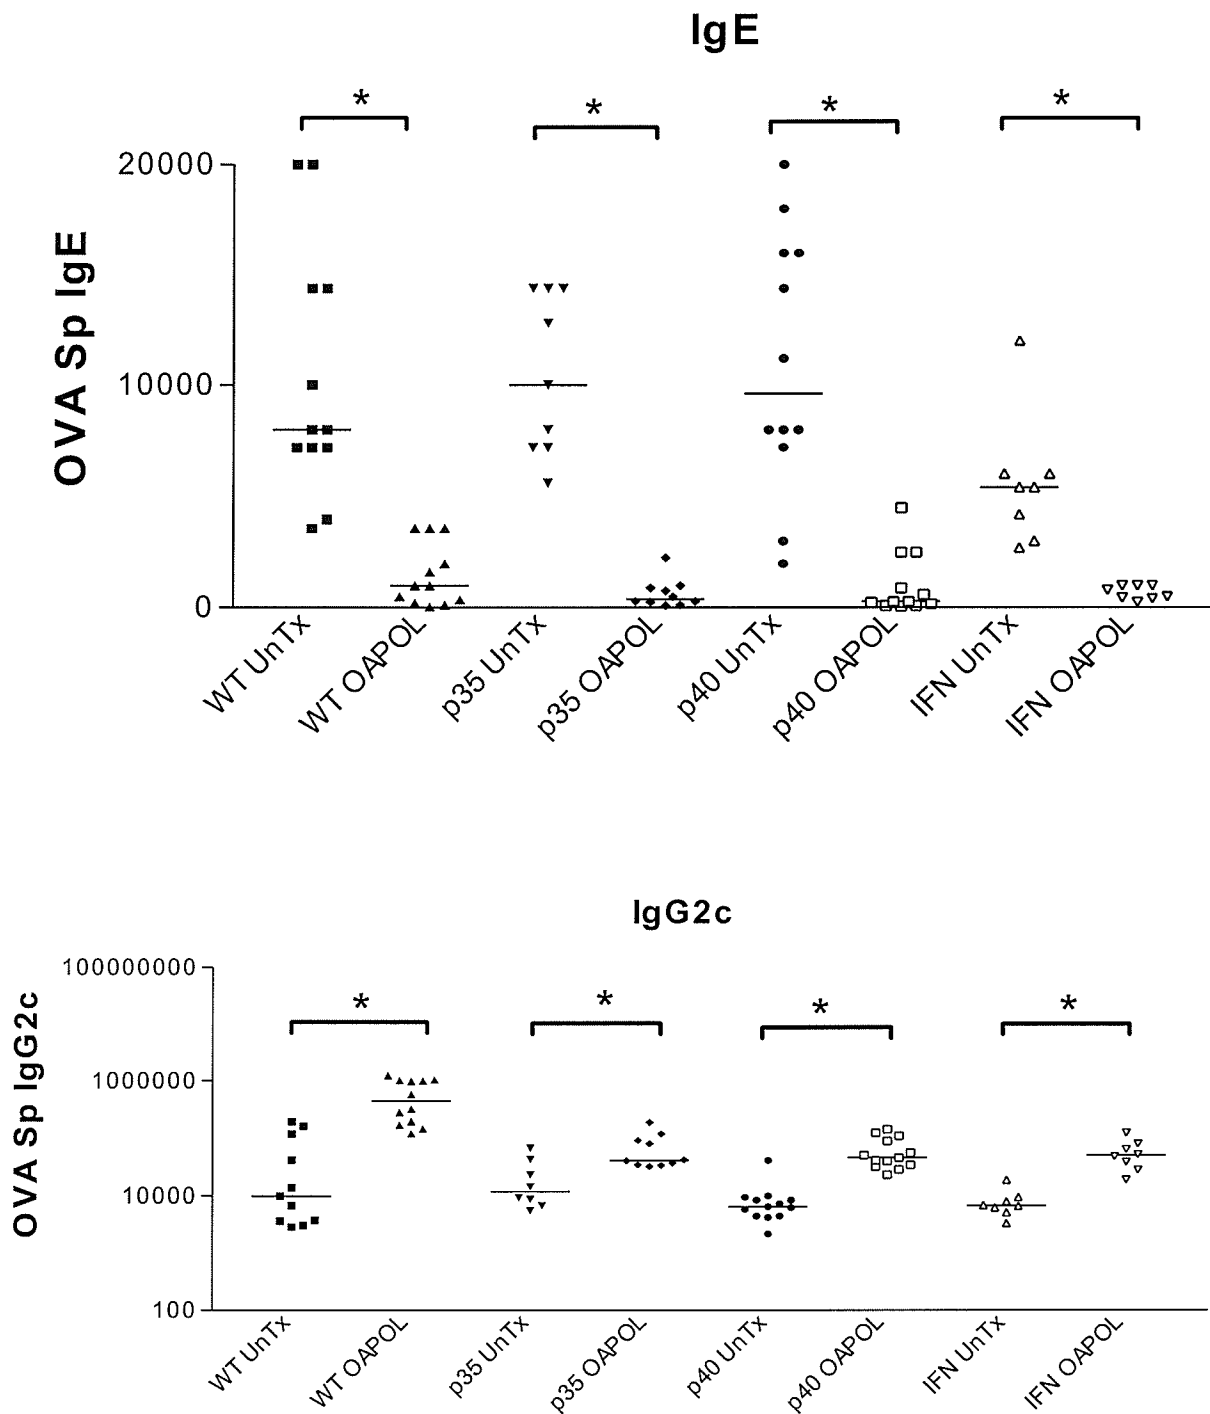 IgE
* * * *
20000
10000
0
OVA Sp IgE
WT UnTx
WT OAPOL
p35 UnTx
p35 OAPOL
p40 UnTx
p40 OAPOL
IFN UnTx
IFN OAPOL
IgG2c
100000000
1000000
10000
100
* * * *
OVA Sp IgG2c
WT UnTx
WT OAPOL
p35 UnTx
p35 OAPOL
p40 UnTx
p40 OAPOL
IFN UnTx
IFN OAPOL